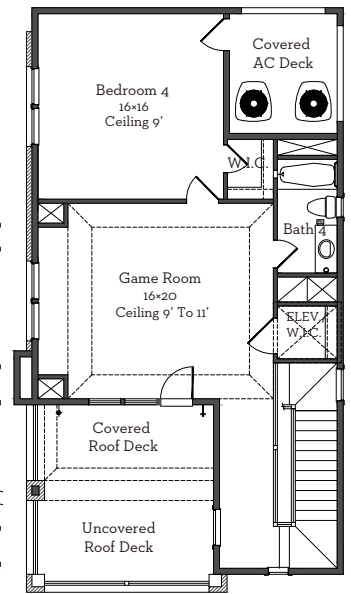 Covered
AC Deck
Bedroom 4
16×16
Ceiling 9'
W.I.C.
Bath 4
Game Room
16×20
Ceiling 9' To 11'
ELEV./
W.I.C.
Covered
Roof Deck
Uncovered
Roof Deck